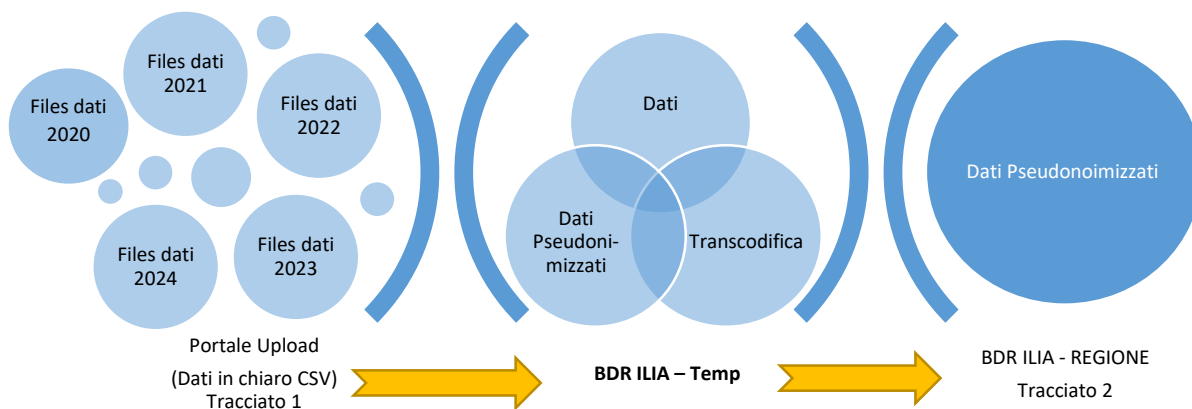 Files dati
2020
Files dati
2021
Files dati
2022
Files dati
2024
Files dati
2023
Dati
Dati
Pseudoni-
mizzati
Transcodifica
Dati Pseudonoimizzati
Portale Upload
(Dati in chiaro CSV)
Tracciato 1
BDR ILIA – Temp
BDR ILIA - REGIONE
Tracciato 2